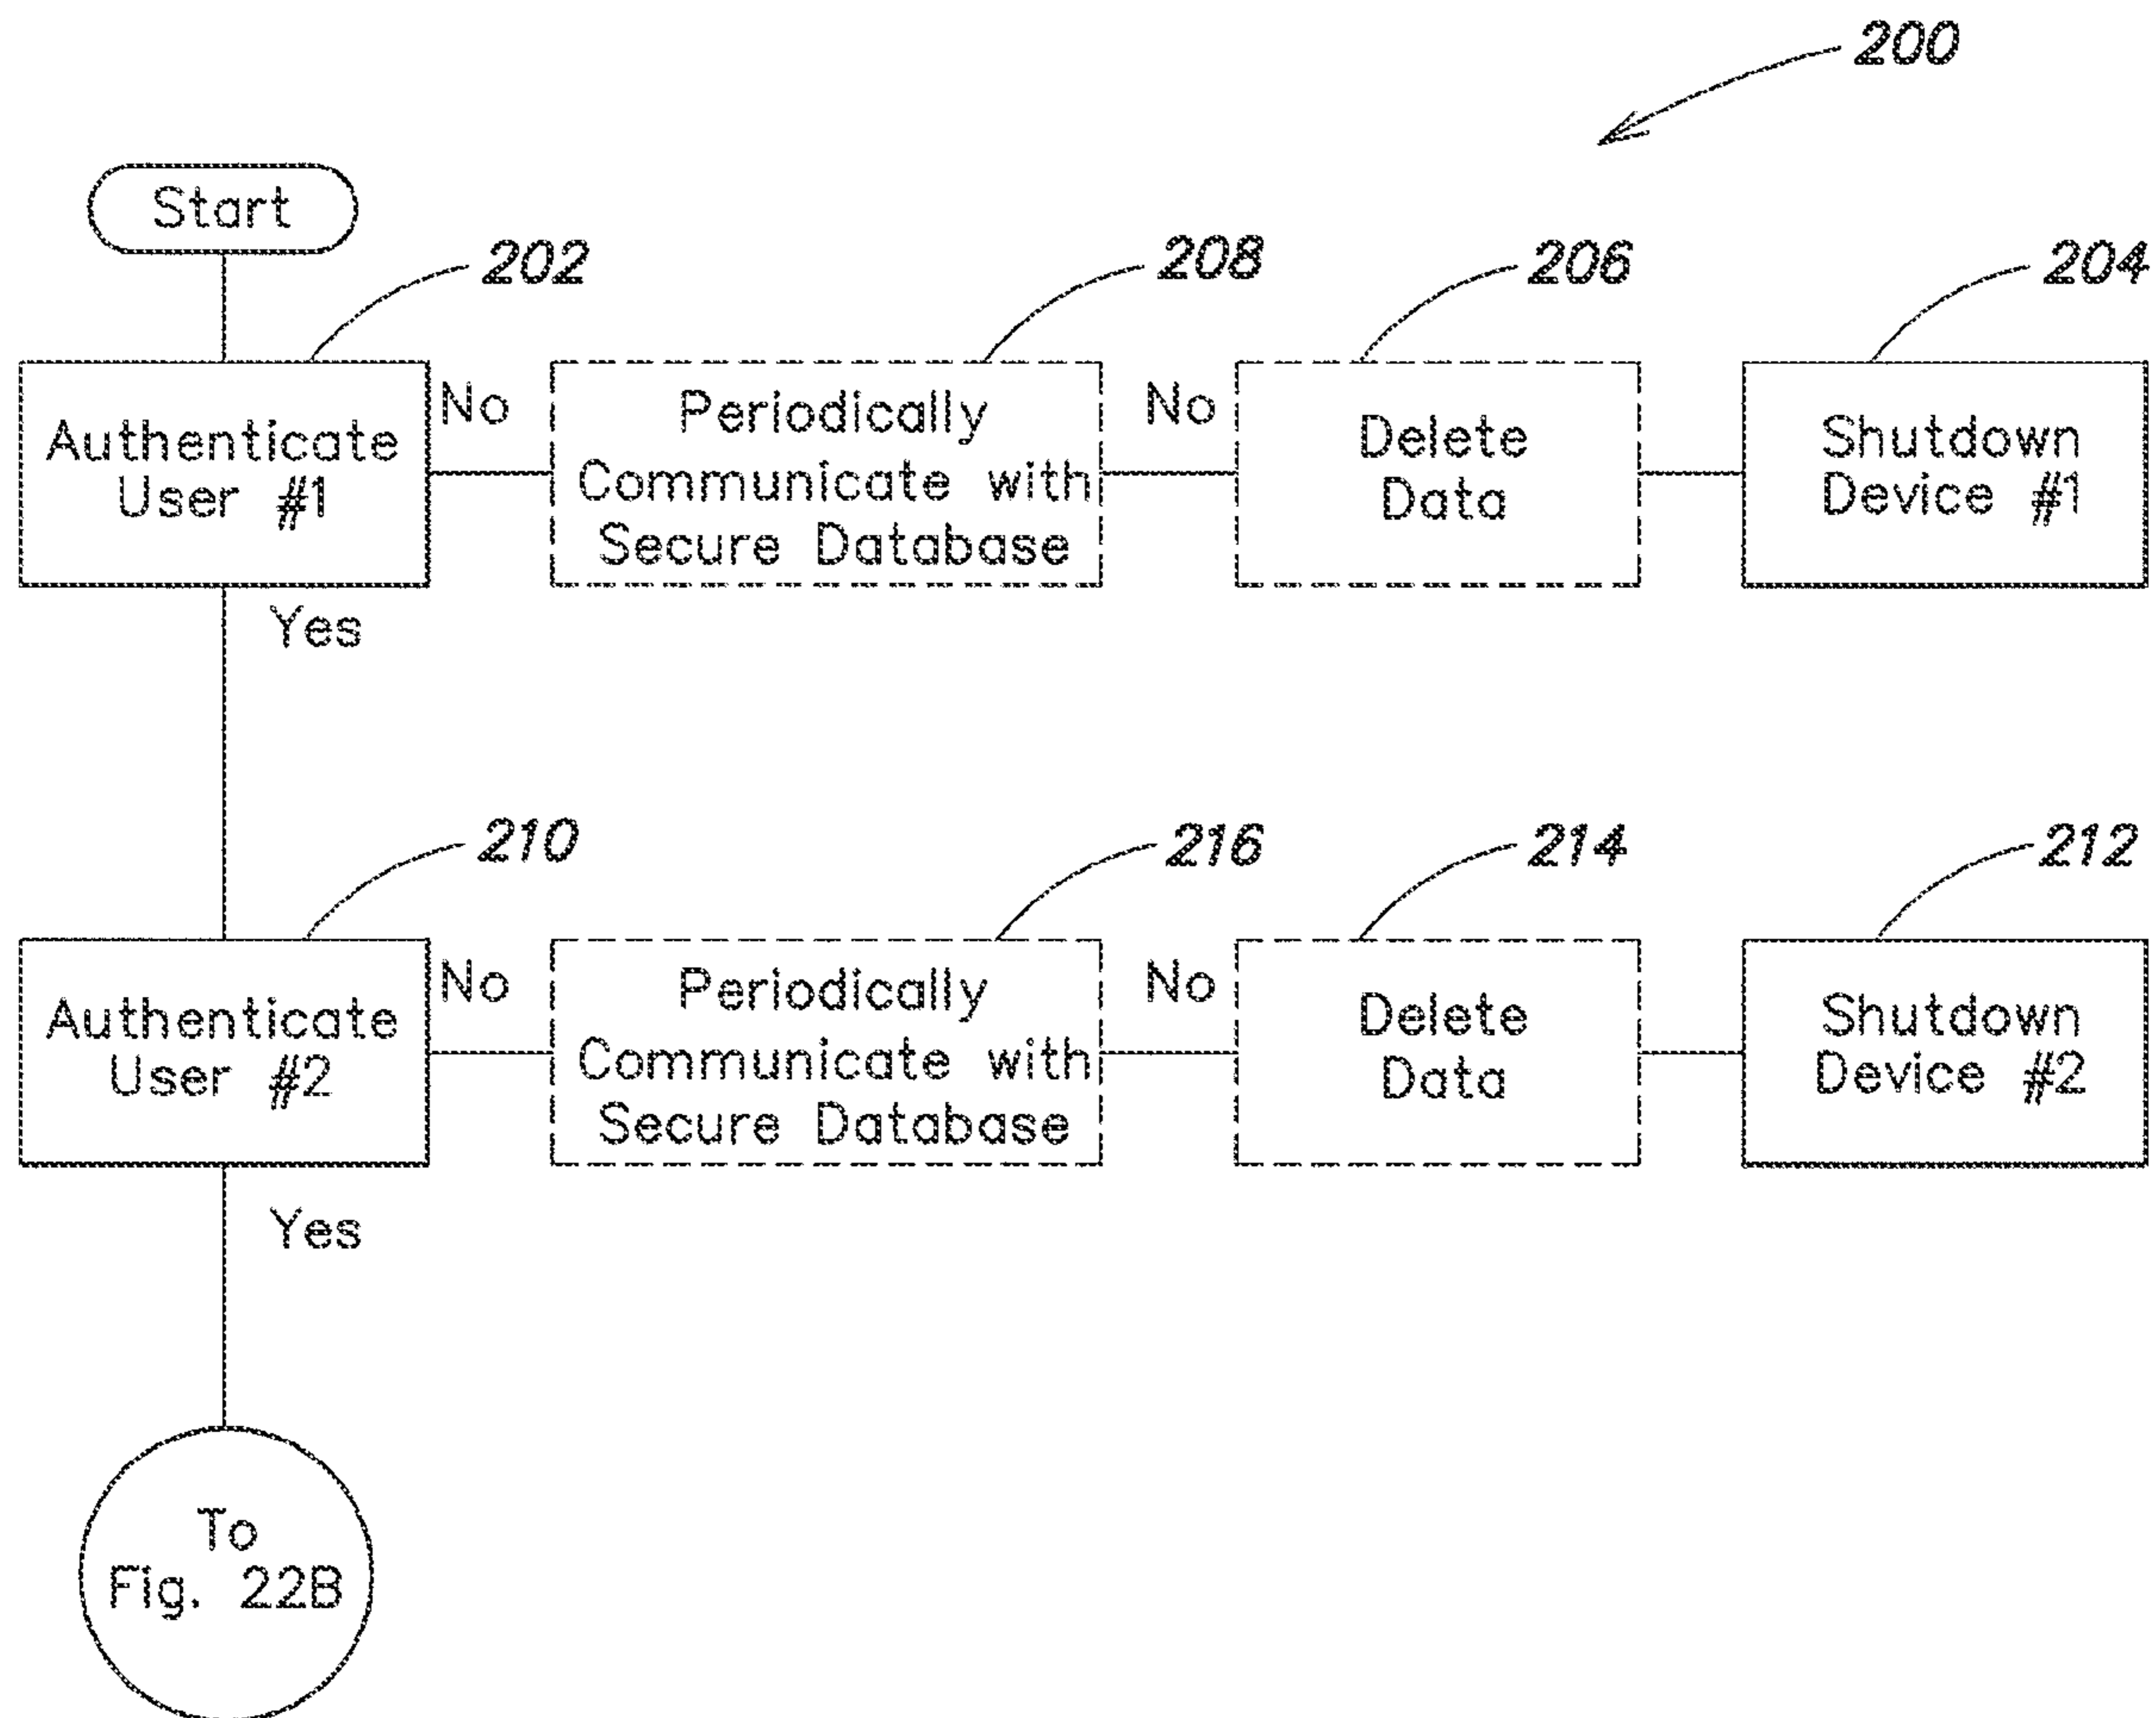 200
Start
202
208
206
204
Authenticate
User #1
No
Periodically
Communicate with
Secure Database
No
Delete
Data
Shutdown
Device #1
Yes
210
216
214
212
Authenticate
User #2
No
Periodically
Communicate with
Secure Database
No
Delete
Data
Shutdown
Device #2
Yes
To
Fig. 22B